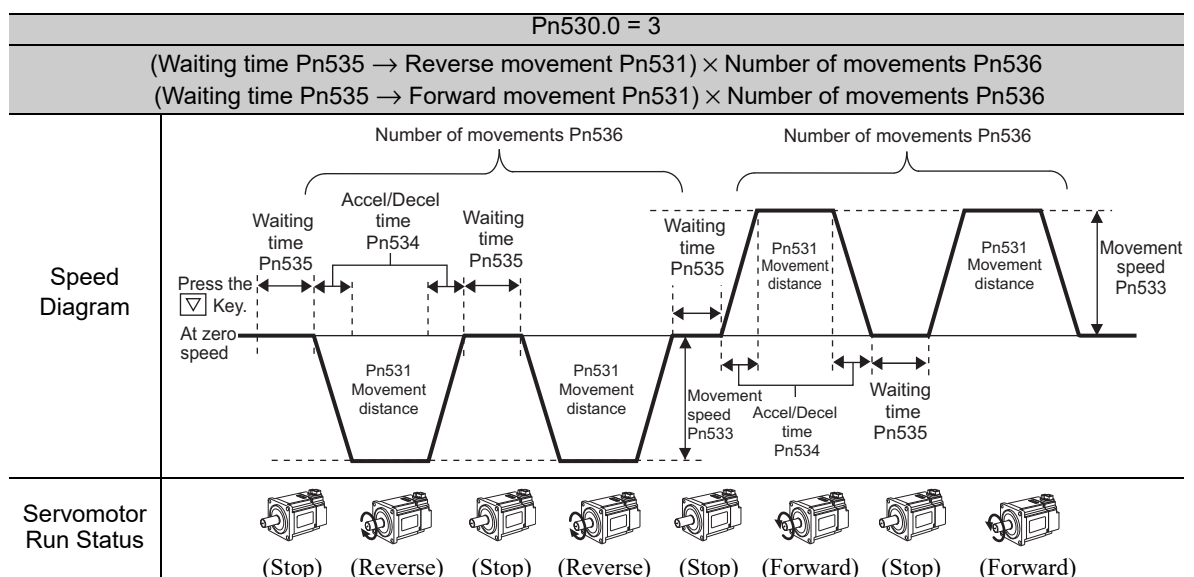 Pn530.0 = 3
(Waiting time Pn535 → Reverse movement Pn531) × Number of movements Pn536
(Waiting time Pn535 → Forward movement Pn531) × Number of movements Pn536
Speed
Diagram
Number of movements Pn536
Number of movements Pn536
Waiting
time
Pn535
Accel/Decel
time
Pn534
Waiting
time
Pn535
Waiting
time
Pn535
Pn531
Movement
distance
Pn531
Movement
distance
Movement
speed
Pn533
Press the
▽ Key.
At zero
speed
Pn531
Movement
distance
Pn531
Movement
distance
Movement
speed
Pn533
Accel/Decel
time
Pn534
Waiting
time
Pn535
Servomotor
Run Status
(Stop) (Reverse) (Stop) (Reverse) (Stop) (Forward) (Stop) (Forward)